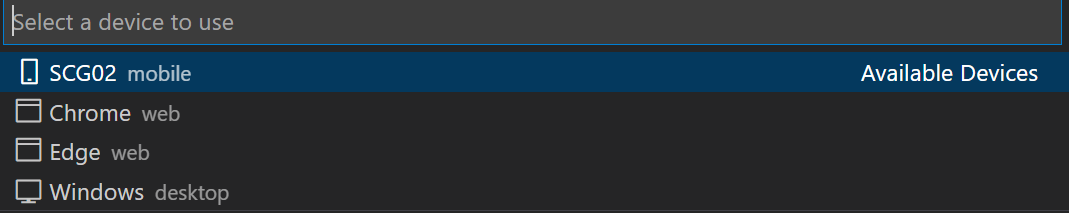 Select a device to use
SCG02 mobile Available Devices
Chrome web
Edge web
Windows desktop